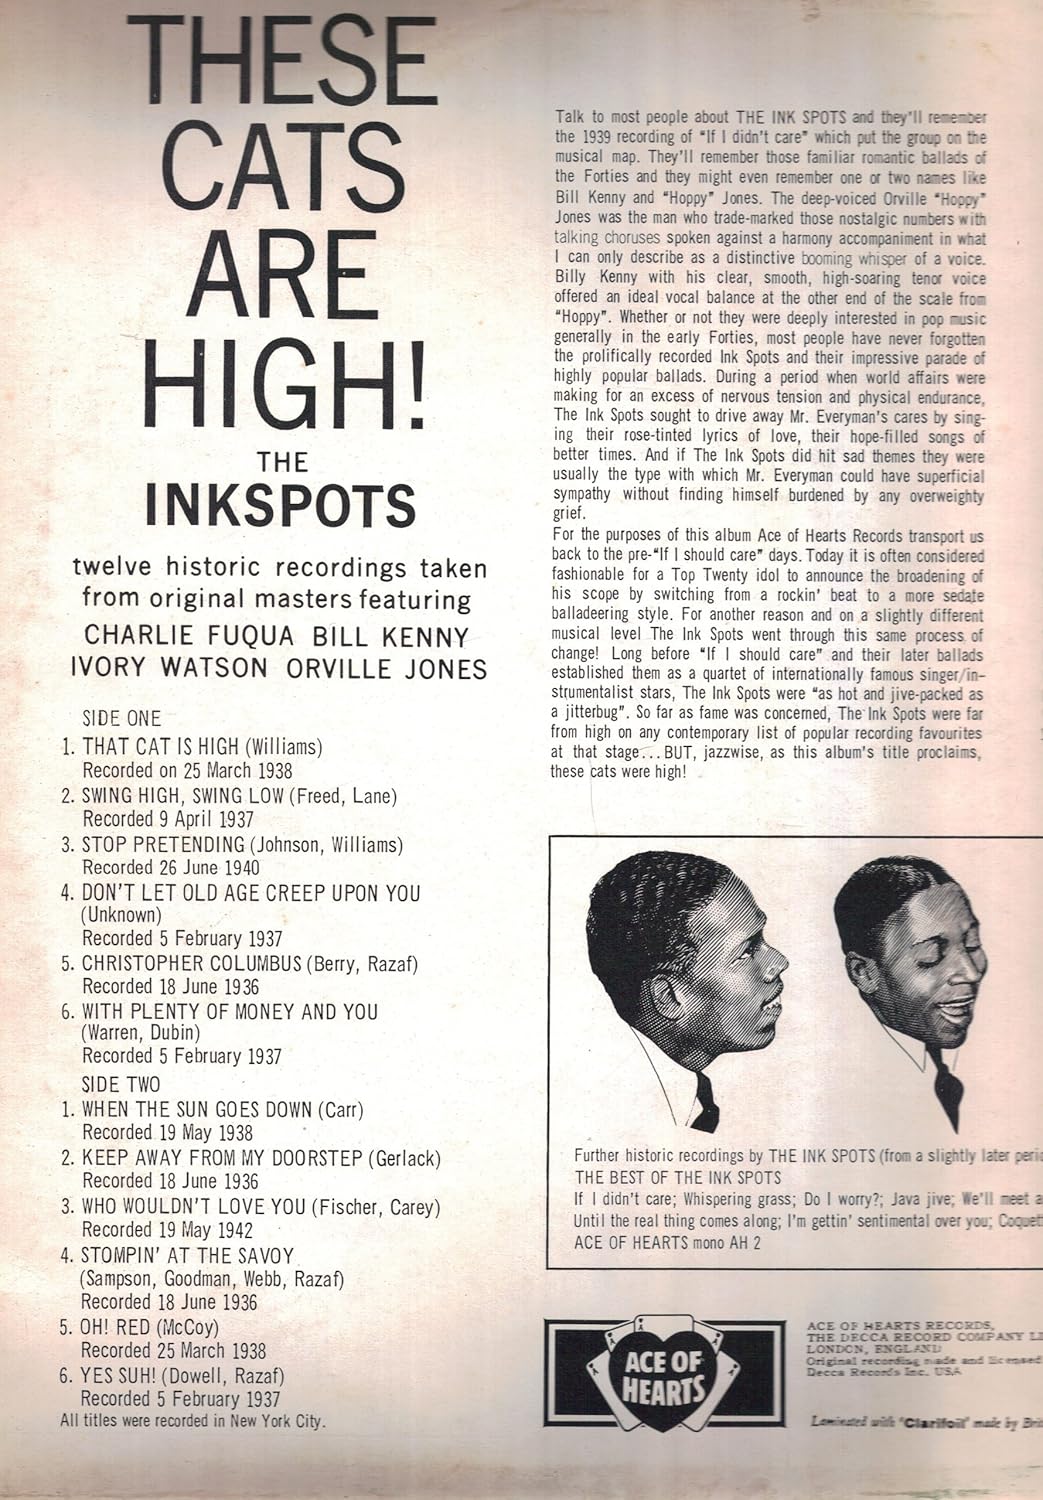 THESE
CATS
ARE
HIGH!
THE
INKSPOTS
twelve historic recordings taken
from original masters featuring
CHARLIE FUQUA BILL KENNY
IVORY WATSON ORVILLE JONES
SIDE ONE
1. THAT CAT IS HIGH (Williams)
Recorded on 25 March 1938
2. SWING HIGH, SWING LOW (Freed, Lane)
Recorded 9 April 1937
3. STOP PRETENDING (Johnson, Williams)
Recorded 26 June 1940
4. DON'T LET OLD AGE CREEP UPON YOU
(Unknown)
Recorded 5 February 1937
5. CHRISTOPHER COLUMBUS (Berry, Razaf)
Recorded 18 June 1936
6. WITH PLENTY OF MONEY AND YOU
(Warren, Dubin)
Recorded 5 February 1937
SIDE TWO
1. WHEN THE SUN GOES DOWN (Carr)
Recorded 19 May 1938
2. KEEP AWAY FROM MY DOORSTEP (Gerlack)
Recorded 18 June 1936
3. WHO WOULDN'T LOVE YOU (Fischer, Carey)
Recorded 19 May 1942
4. STOMPIN' AT THE SAVOY
(Sampson, Goodman, Webb, Razaf)
Recorded 18 June 1936
5. OH! RED (McCoy)
Recorded 25 March 1938
6. YES SUH! (Dowell, Razaf)
Recorded 5 February 1937
All titles were recorded in New York City.
Talk to most people about THE INK SPOTS and they'll remember
the 1939 recording of "If I didn't care" which put the group on the
musical map. They'll remember those familiar romantic ballads of
the Forties and they might even remember one or two names like
Bill Kenny and "Hoppy" Jones. The deep-voiced Orville "Hoppy"
Jones was the man who trade-marked those nostalgic numbers with
talking choruses spoken against a harmony accompaniment in what
I can only describe as a distinctive booming whisper of a voice.
Billy Kenny with his clear, smooth, high-soaring tenor voice
offered an ideal vocal balance at the other end of the scale from
"Hoppy". Whether or not they were deeply interested in pop music
generally in the early Forties, most people have never forgotten
the prolifically recorded Ink Spots and their impressive parade of
highly popular ballads. During a period when world affairs were
making for an excess of nervous tension and physical endurance,
The Ink Spots sought to drive away Mr. Everyman's cares by sing-
ing their rose-tinted lyrics of love, their hope-filled songs of
better times. And if The Ink Spots did hit sad themes they were
usually the type with which Mr. Everyman could have superficial
sympathy without finding himself burdened by any overweighty
grief.
For the purposes of this album Ace of Hearts Records transport us
back to the pre-"If I should care" days. Today it is often considered
fashionable for a Top Twenty idol to announce the broadening of
his scope by switching from a rockin' beat to a more sedate
balladeering style. For another reason and on a slightly different
musical level The Ink Spots went through this same process of
change! Long before "If I should care" and their later ballads
established them as a quartet of internationally famous singer/in-
strumentalist stars, The Ink Spots were "as hot and jive-packed as
a jitterbug". So far as fame was concerned, The Ink Spots were far
from high on any contemporary list of popular recording favourites
at that stage...BUT, jazzwise, as this album's title proclaims,
these cats were high!
Further historic recordings by THE INK SPOTS (from a slightly later
THE BEST OF THE INK SPOTS
If I didn't care; Whispering grass; Do I worry?; Java jive; We'll meet
Until the real thing comes along; I'm gettin' sentimental over you;
ACE OF HEARTS mono AH 2
ACE OF
HEARTS
ACE OF HEARTS RECORDS,
THE DECCA RECORD COMPANY
LONDON, ENGLAND
Original recording made and licensed
Decca Records Inc. USA
Laminated with "Clarifoil" made by